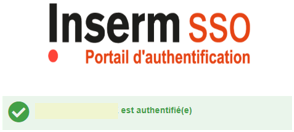 Inserm SSO
Portail d'authentification
est authentifié(e)